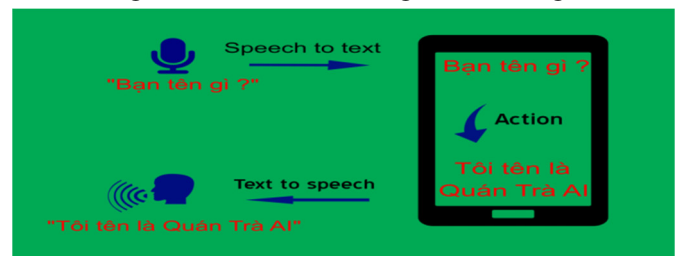 Speech to text
"Bạn tên gì ?"
Bạn tên gì ?
Action
Tôi tên là
Quán Trà AI
Text to speech
"Tôi tên là Quán Trà AI"